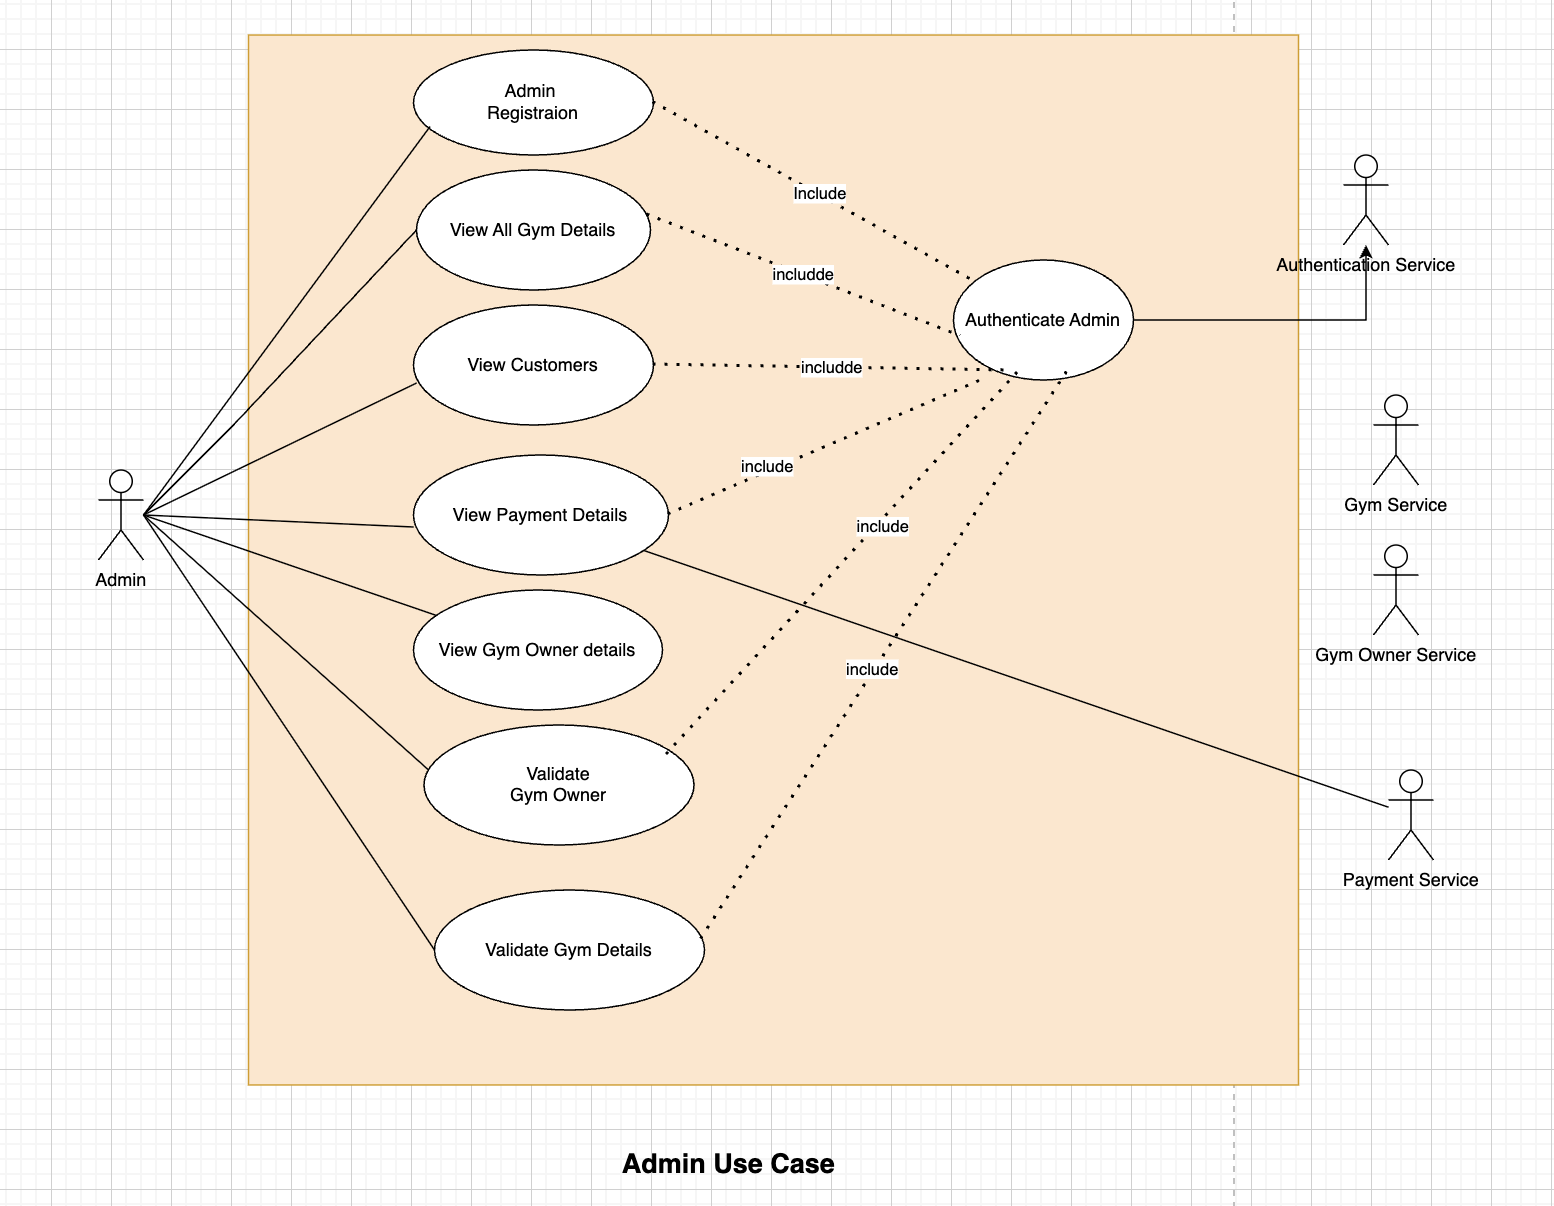 Admin
Registraion
Include
View All Gym Details
includde
Authentication Service
Authenticate Admin
View Customers
includde
include
Gym Service
View Payment Details
include
Admin
View Gym Owner details
Gym Owner Service
include
Validate
Gym Owner
Payment Service
Validate Gym Details
Admin Use Case